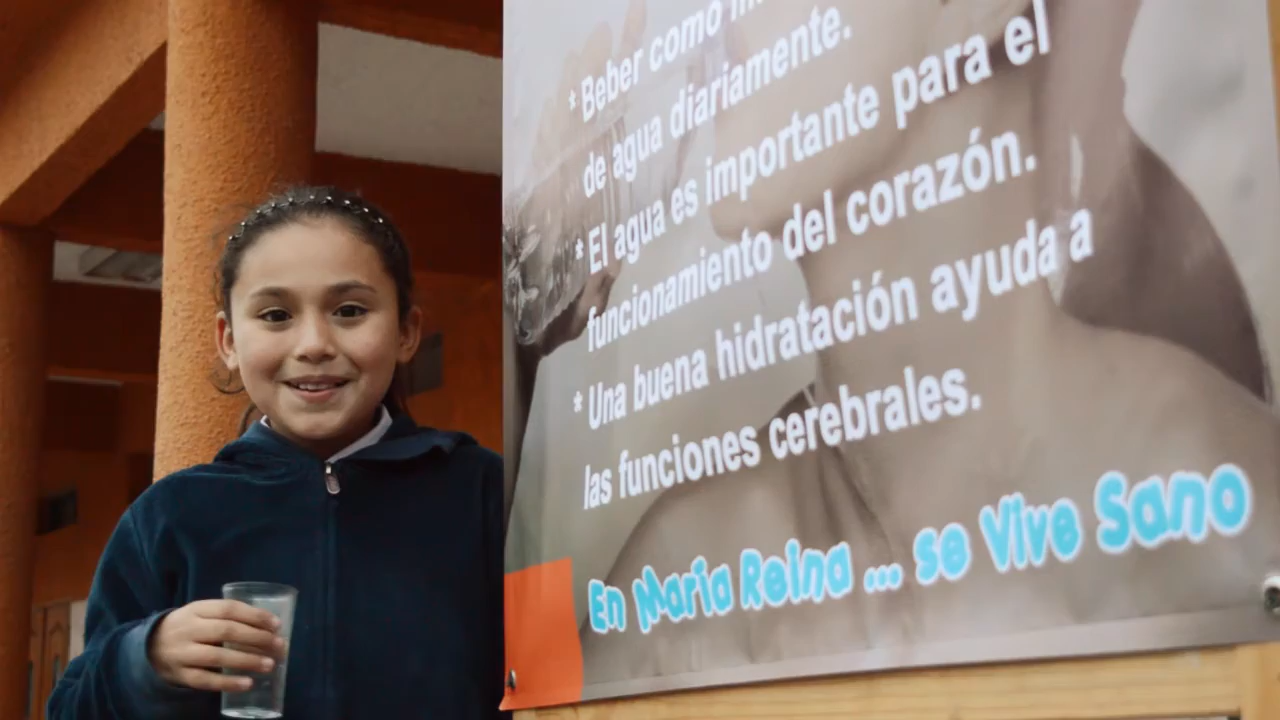 * Beber como
de agua diariamente.
* El agua es importante para el
funcionamiento del corazón.
* Una buena hidratación ayuda a
las funciones cerebrales.
En María Reina ... se Vive Sano